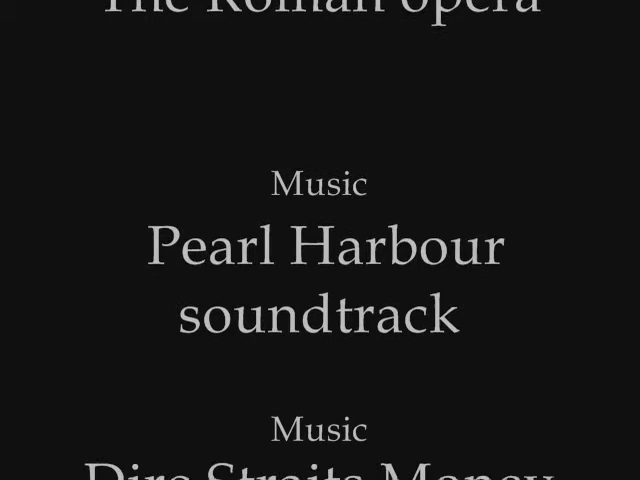 The Roman opera
Music
Pearl Harbour
soundtrack
Music
Dire Straits Money